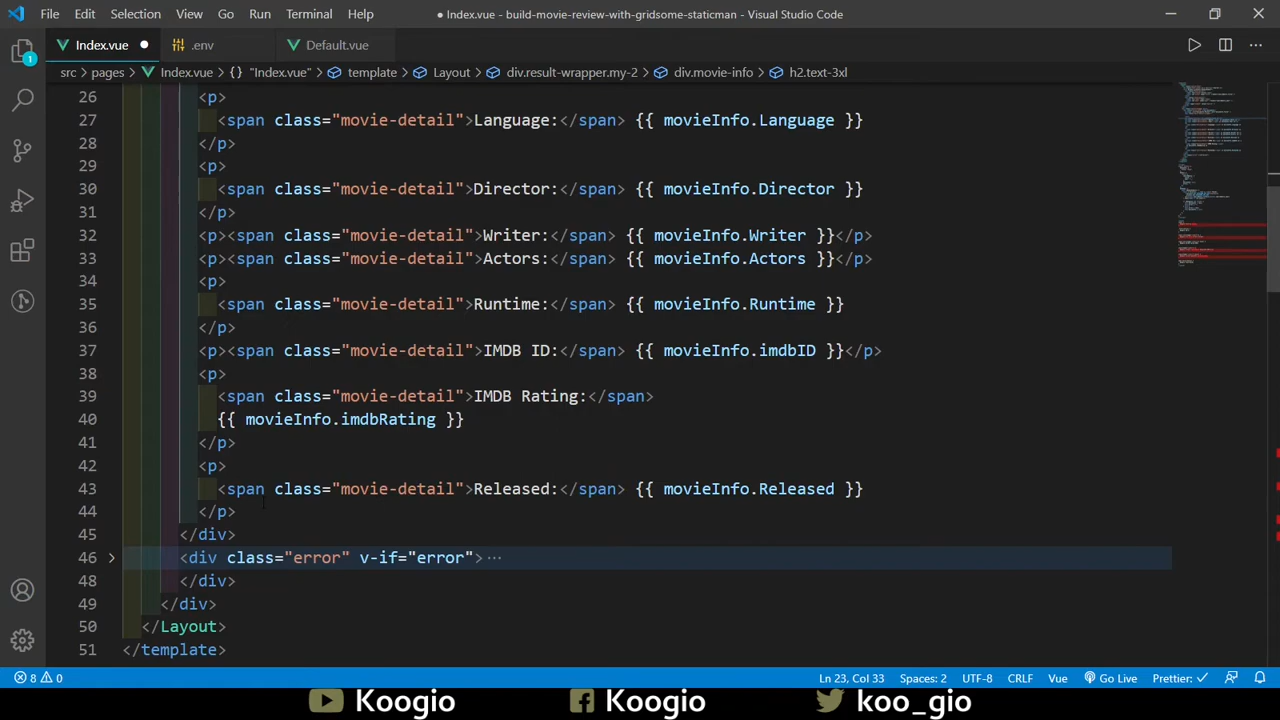 File Edit Selection View Go Run Terminal Help ● Index.vue - build-movie-review-with-gridsome-staticman - Visual Studio Code
Index.vue ● .env Default.vue
src > pages > Index.vue > {} "Index.vue" > template > Layout > div.result-wrapper.my-2 > div.movie-info > h2.text-3xl
26 <p>
27 <span class="movie-detail">Language:</span> {{ movieInfo.Language }}
28 </p>
29 <p>
30 <span class="movie-detail">Director:</span> {{ movieInfo.Director }}
31 </p>
32 <p><span class="movie-detail">Writer:</span> {{ movieInfo.Writer }}</p>
33 <p><span class="movie-detail">Actors:</span> {{ movieInfo.Actors }}</p>
34 <p>
35 <span class="movie-detail">Runtime:</span> {{ movieInfo.Runtime }}
36 </p>
37 <p><span class="movie-detail">IMDB ID:</span> {{ movieInfo.imdbID }}</p>
38 <p>
39 <span class="movie-detail">IMDB Rating:</span>
40 {{ movieInfo.imdbRating }}
41 </p>
42 <p>
43 <span class="movie-detail">Released:</span> {{ movieInfo.Released }}
44 </p>
45 </div>
46 <div class="error" v-if="error">···
48 </div>
49 </div>
50 </Layout>
51 </template>
1
8 0 Ln 23, Col 33 Spaces: 2 UTF-8 CRLF Vue Go Live Prettier: ✓
Koogio Koogio koo_gio